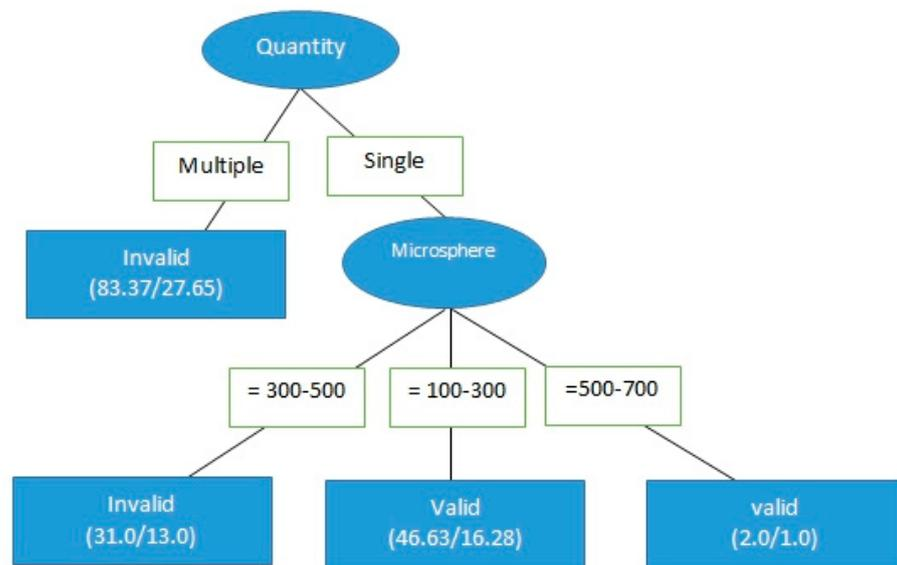 Quantity
Multiple
Single
Invalid
(83.37/27.65)
Microsphere
= 300-500
= 100-300
=500-700
Invalid
(31.0/13.0)
Valid
(46.63/16.28)
valid
(2.0/1.0)